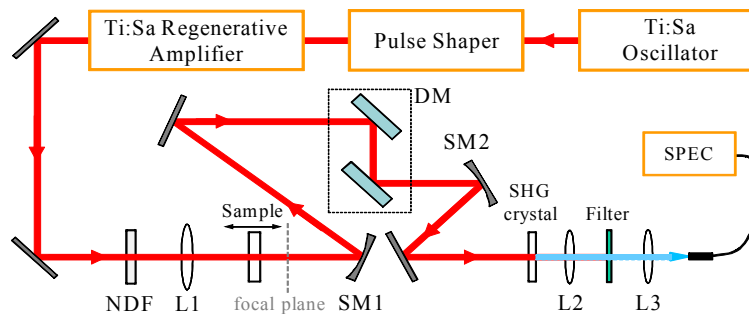 Ti:Sa Regenerative
Amplifier
Pulse Shaper
Ti:Sa
Oscillator
DM
SM2
SPEC
SHG
crystal
Filter
Sample
NDF
L1
focal plane
SM1
L2
L3